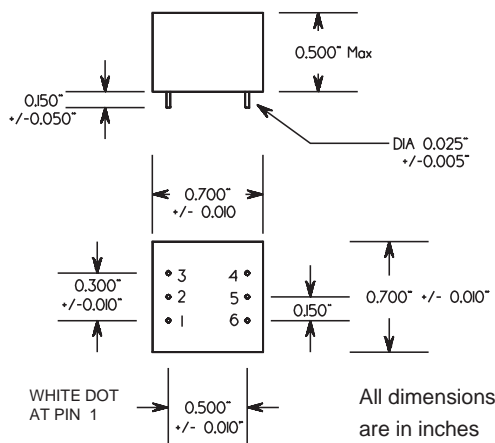 0.500" Max
0.150"
+/-0.050"
DIA 0.025"
+/-0.005"
0.700"
+/- 0.010
3 4
2 5
1 6
0.300"
+/-0.010"
0.150"
0.700" +/- 0.010"
WHITE DOT
AT PIN 1
0.500"
+/- 0.010"
All dimensions
are in inches